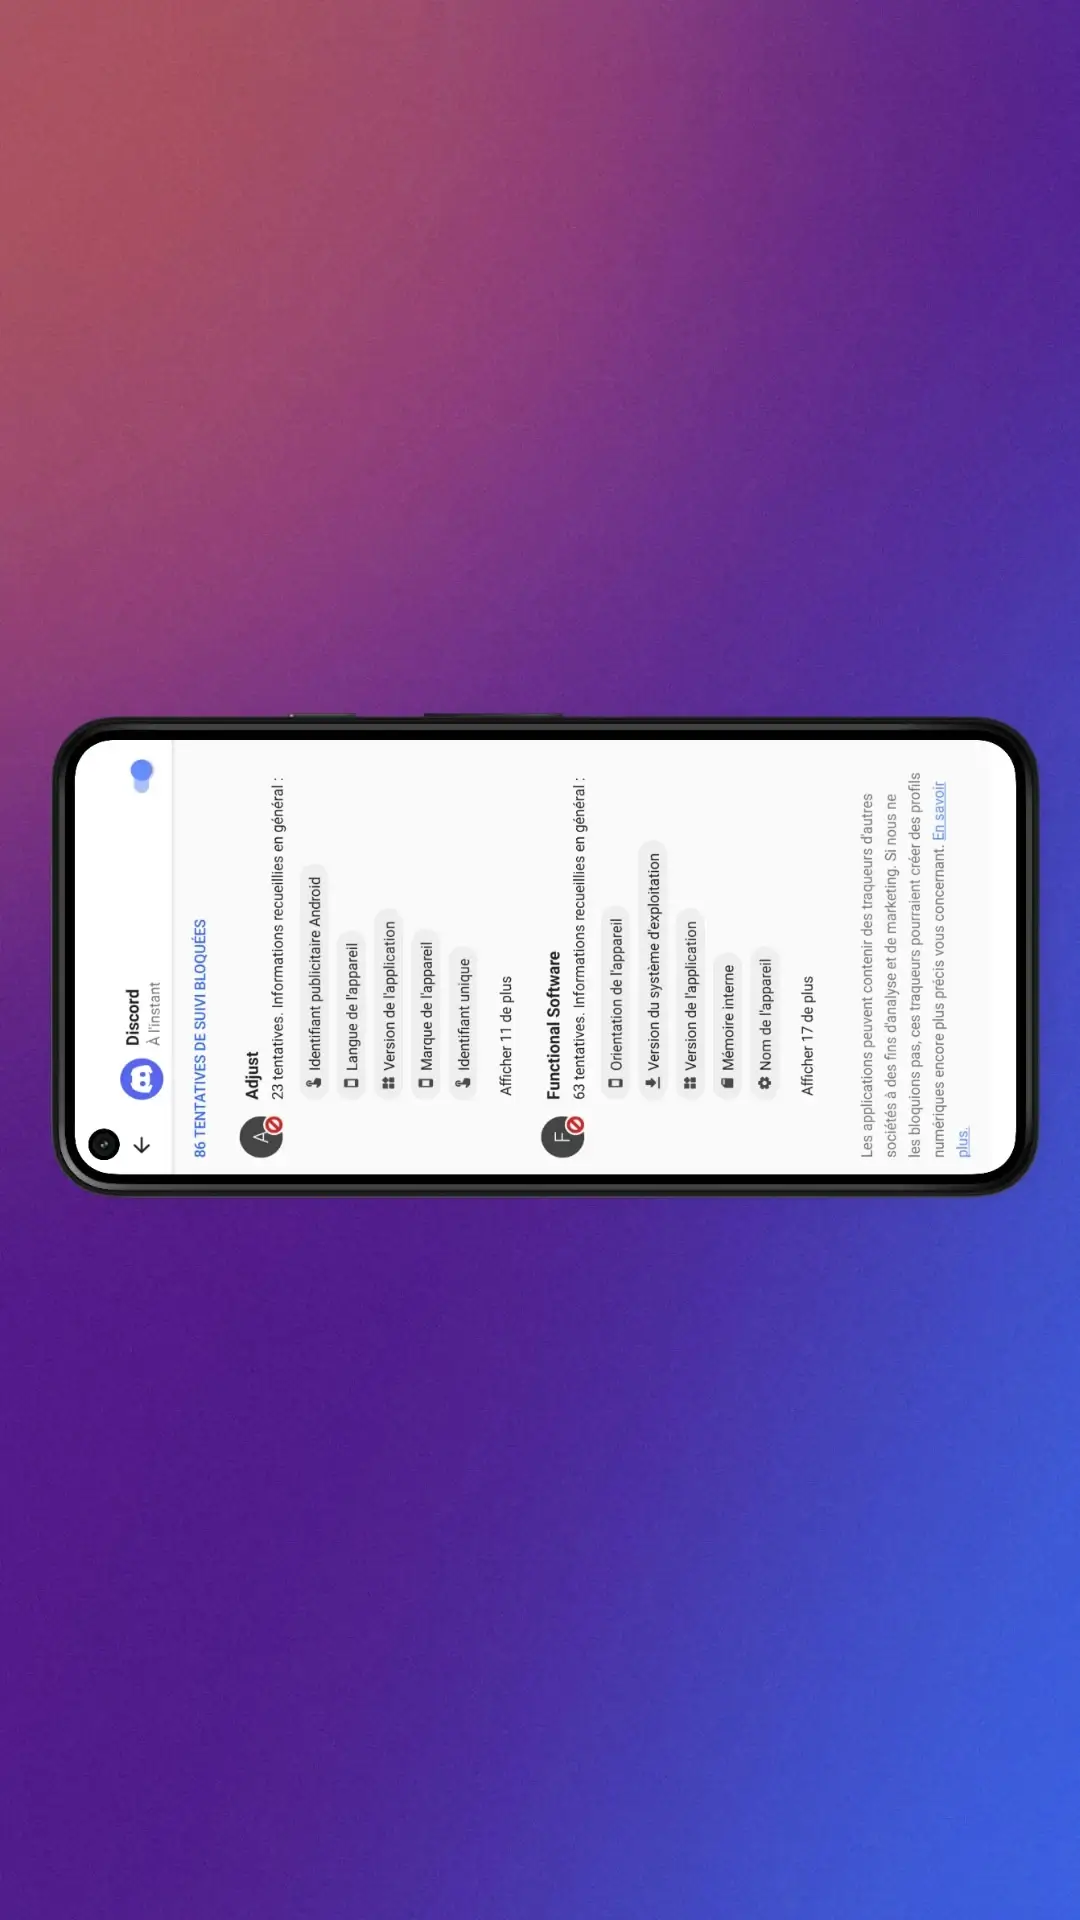 Discord
À l'instant
86 TENTATIVES DE SUIVI BLOQUÉES
A
Adjust
23 tentatives. Informations recueillies en général :
Identifiant publicitaire Android
Langue de l'appareil
Version de l'application
Marque de l'appareil
Identifiant unique
Afficher 11 de plus
F
Functional Software
63 tentatives. Informations recueillies en général :
Orientation de l'appareil
Version du système d'exploitation
Version de l'application
Mémoire interne
Nom de l'appareil
Afficher 17 de plus
Les applications peuvent contenir des traqueurs d'autres
sociétés à des fins d'analyse et de marketing. Si nous ne
les bloquions pas, ces traqueurs pourraient créer des profils
numériques encore plus précis vous concernant. En savoir
plus.